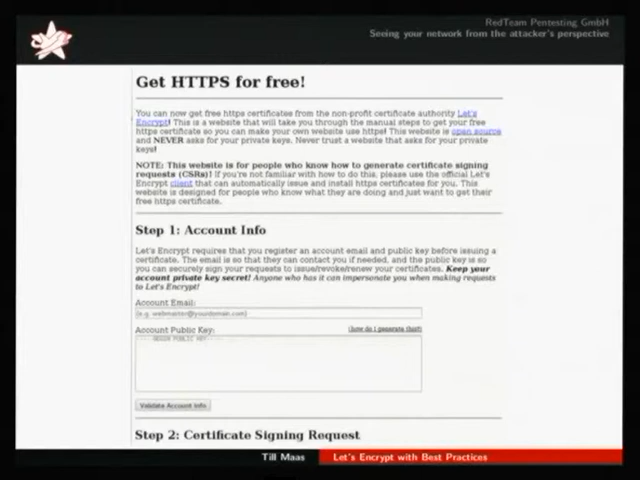 RedTeam Pentesting GmbH
Seeing your network from the attacker's perspective
Get HTTPS for free!
You can now get free https certificates from the non-profit certificate authority Let's
Encrypt! This is a website that will take you through the manual steps to get your free
https certificate so you can make your own website use https! This website is open source
and NEVER asks for your private keys. Never trust a website that asks for your private
keys!
NOTE: This website is for people who know how to generate certificate signing
requests (CSRs)! If you're not familiar with how to do this, please use the official Let's
Encrypt client that can automatically issue and install https certificates for you. This
website is designed for people who know what they are doing and just want to get their
free https certificate.
Step 1: Account Info
Let's Encrypt requires that you register an account email and public key before issuing a
certificate. The email is so that they can contact you if needed, and the public key is so
you can securely sign your requests to issue/revoke/renew your certificates. Keep your
account private key secret! Anyone who has it can impersonate you when making requests
to Let's Encrypt!
Account Email:
(e.g. webmaster@yourdomain.com)
Account Public Key: (how do I generate this?)
-----BEGIN PUBLIC KEY-----
Validate Account Info
Step 2: Certificate Signing Request
Till Maas Let's Encrypt with Best Practices